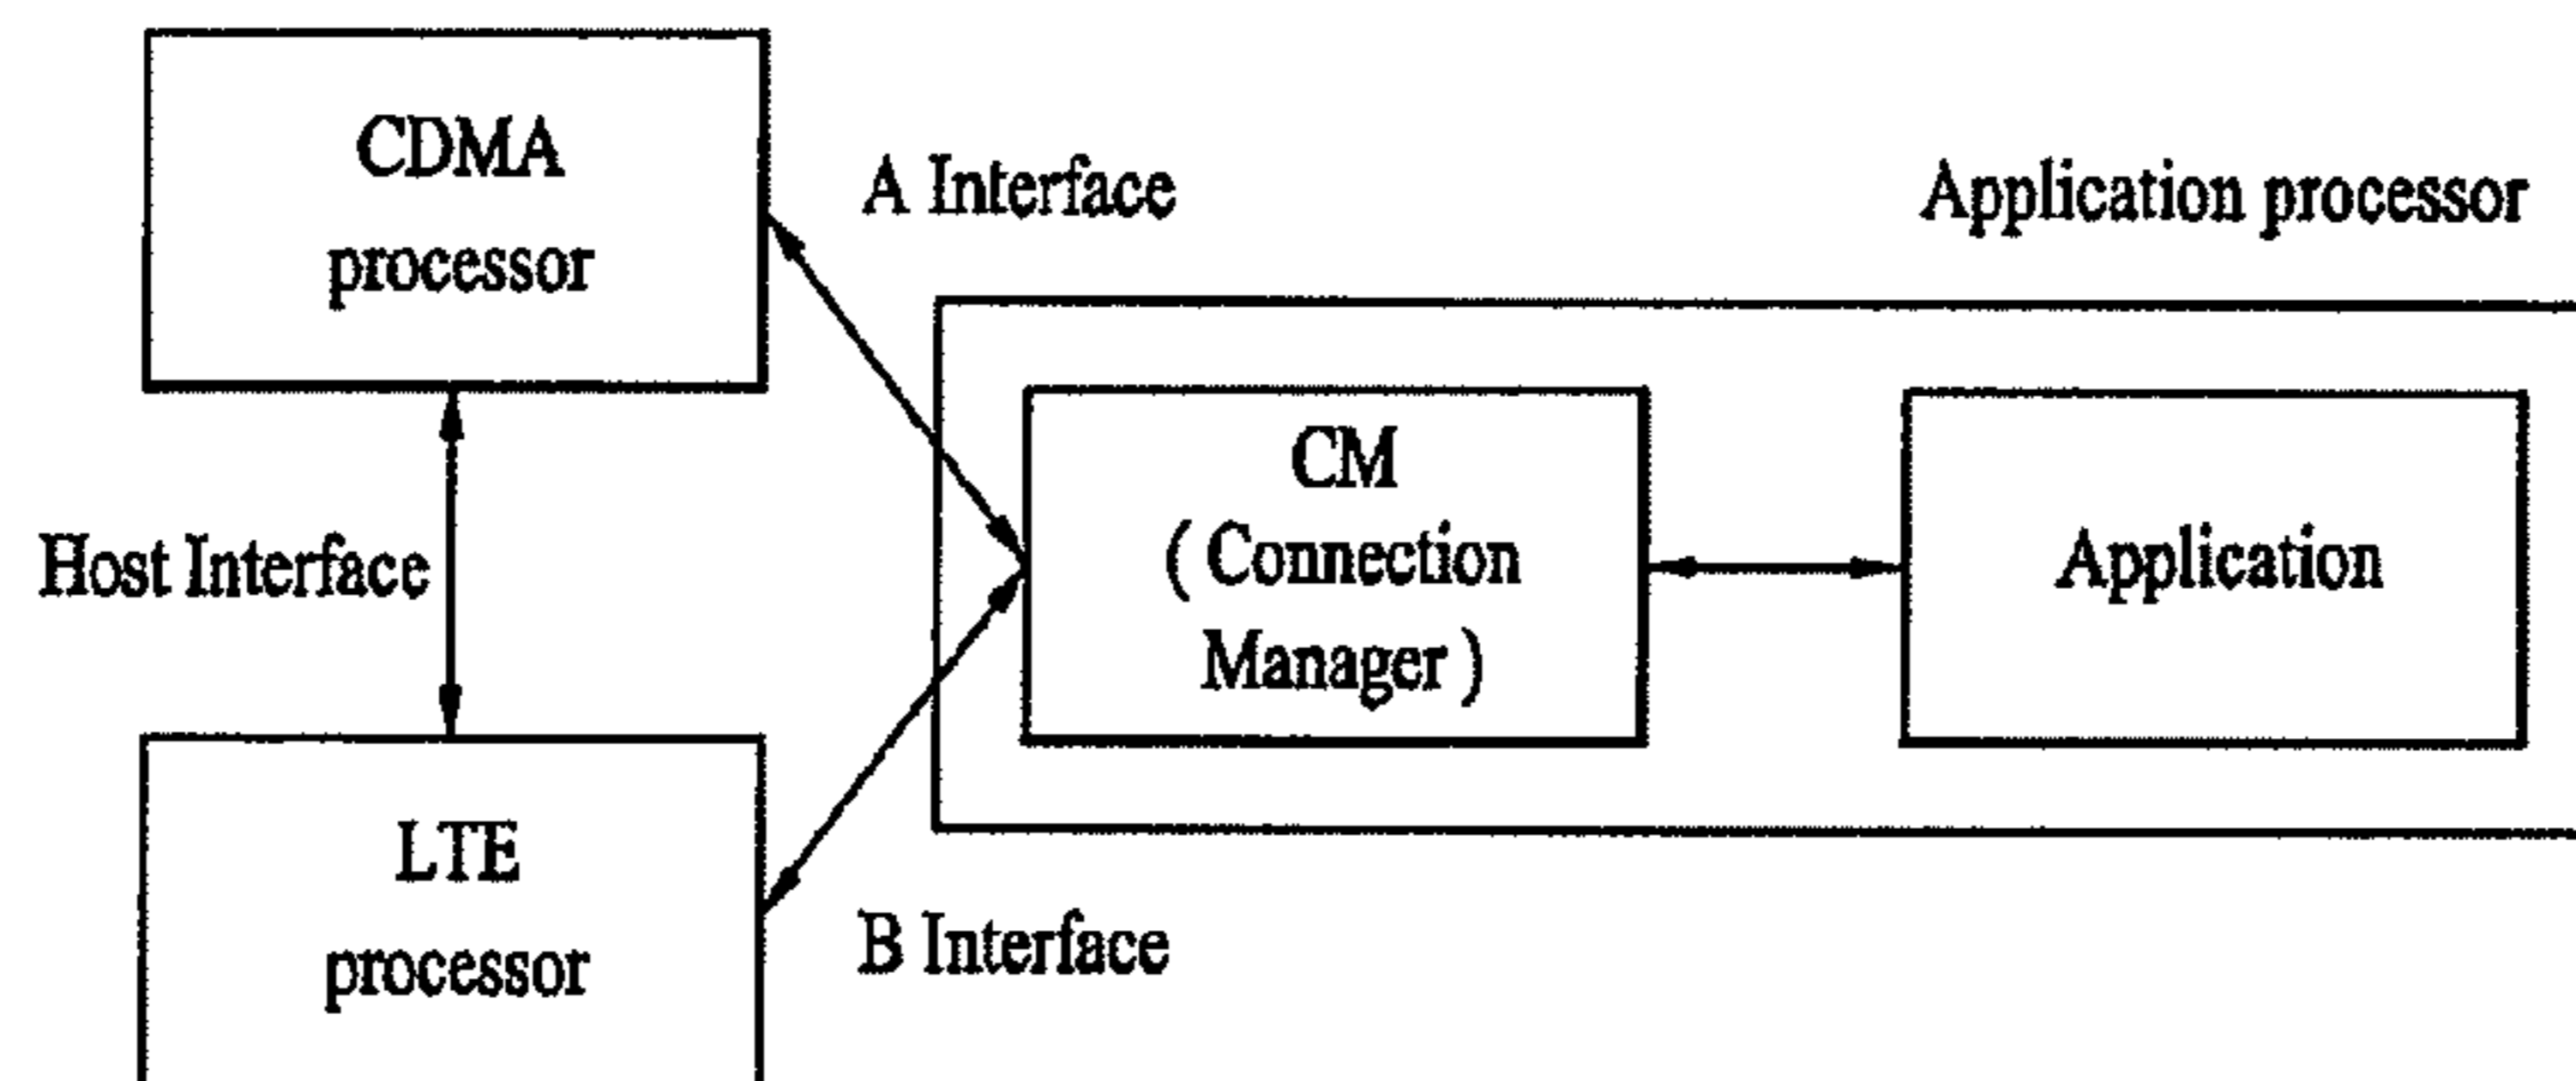 CDMA
processor
A Interface
Application processor
Host Interface
CM
( Connection
Manager )
Application
LTE
processor
B Interface